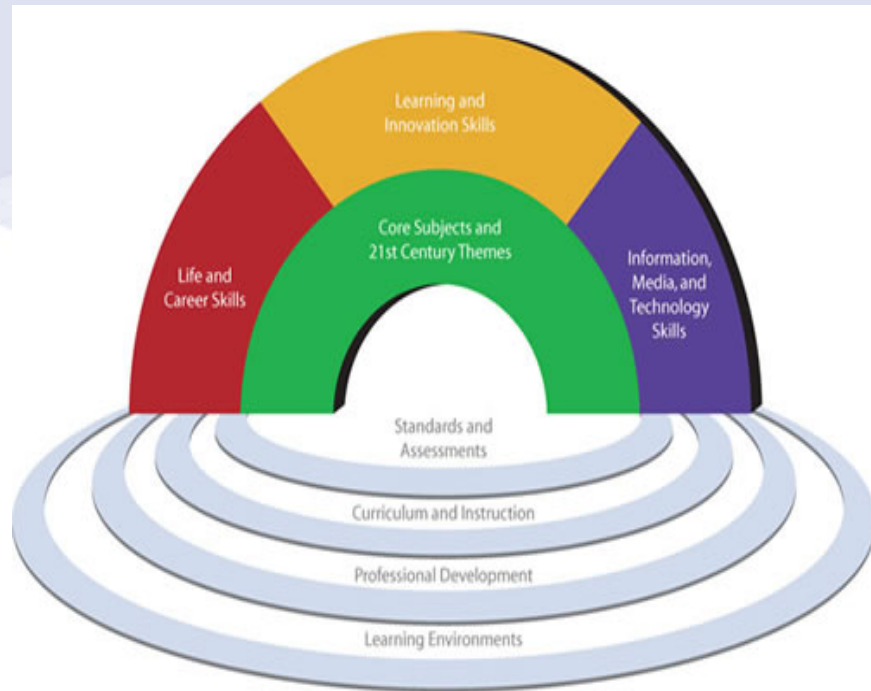 Learning and
Innovation Skills
Core Subjects and
21st Century Themes
Life and
Career Skills
Information,
Media, and
Technology
Skills
Standards and
Assessments
Curriculum and Instruction
Professional Development
Learning Environments